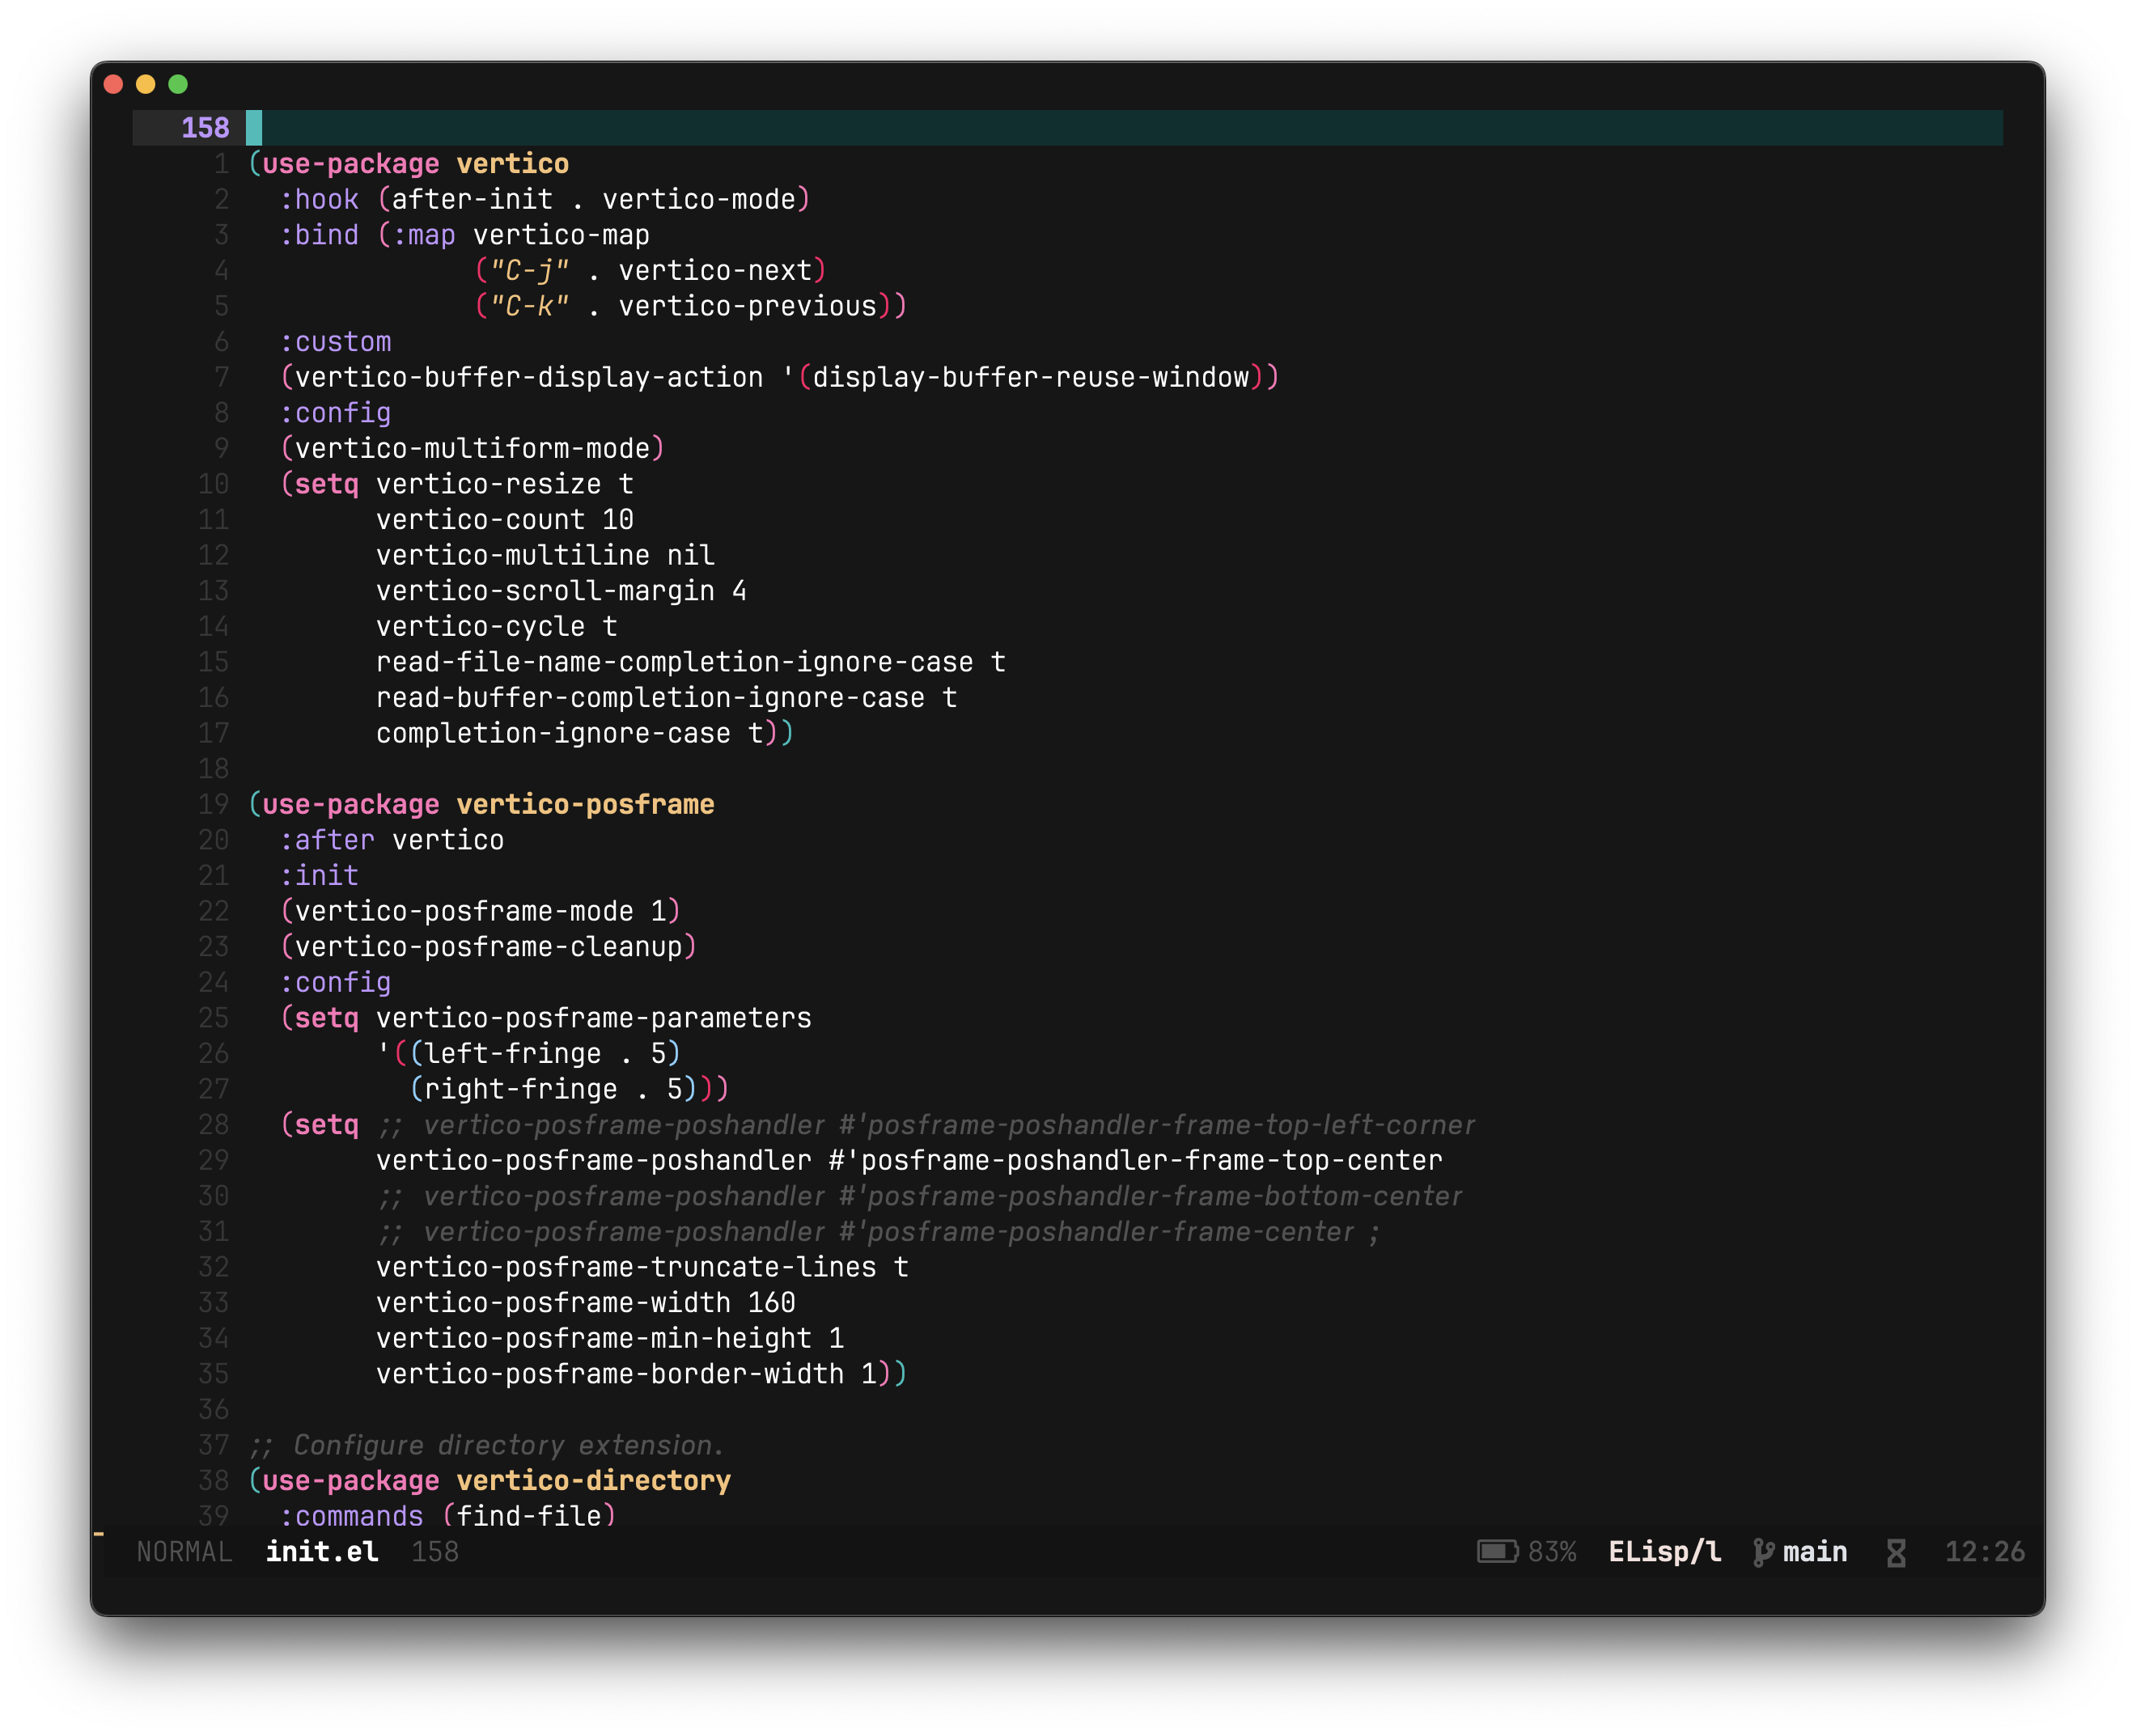 158
1 (use-package vertico
2   :hook (after-init . vertico-mode)
3   :bind (:map vertico-map
4               ("C-j" . vertico-next)
5               ("C-k" . vertico-previous))
6   :custom
7   (vertico-buffer-display-action '(display-buffer-reuse-window))
8   :config
9   (vertico-multiform-mode)
10   (setq vertico-resize t
11         vertico-count 10
12         vertico-multiline nil
13         vertico-scroll-margin 4
14         vertico-cycle t
15         read-file-name-completion-ignore-case t
16         read-buffer-completion-ignore-case t
17         completion-ignore-case t))
18
19 (use-package vertico-posframe
20   :after vertico
21   :init
22   (vertico-posframe-mode 1)
23   (vertico-posframe-cleanup)
24   :config
25   (setq vertico-posframe-parameters
26         '((left-fringe . 5)
27           (right-fringe . 5)))
28   (setq ;; vertico-posframe-poshandler #'posframe-poshandler-frame-top-left-corner
29         vertico-posframe-poshandler #'posframe-poshandler-frame-top-center
30         ;; vertico-posframe-poshandler #'posframe-poshandler-frame-bottom-center
31         ;; vertico-posframe-poshandler #'posframe-poshandler-frame-center ;
32         vertico-posframe-truncate-lines t
33         vertico-posframe-width 160
34         vertico-posframe-min-height 1
35         vertico-posframe-border-width 1))
36
37 ;; Configure directory extension.
38 (use-package vertico-directory
39   :commands (find-file)
NORMAL init.el 158 83% ELisp/l main 12:26